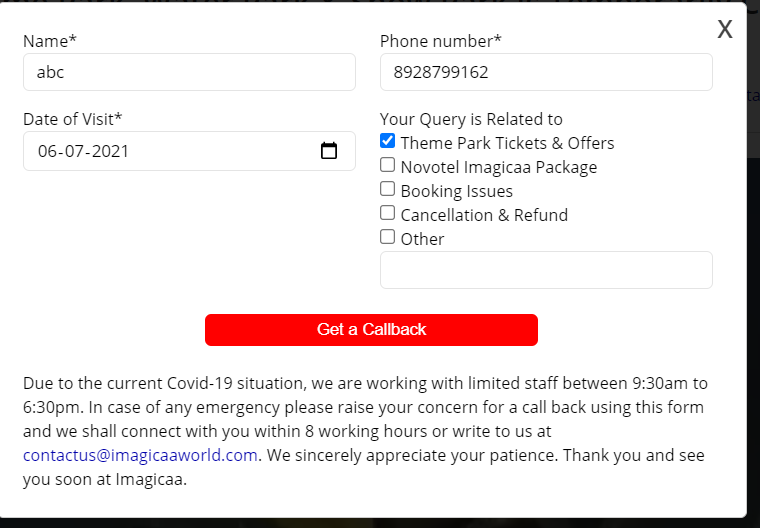 X
Name*
Phone number*
abc
8928799162
Date of Visit*
Your Query is Related to
06-07-2021
Theme Park Tickets & Offers
Novotel Imagicaa Package
Booking Issues
Cancellation & Refund
Other
Get a Callback
Due to the current Covid-19 situation, we are working with limited staff between 9:30am to
6:30pm. In case of any emergency please raise your concern for a call back using this form
and we shall connect with you within 8 working hours or write to us at
contactus@imagicaaworld.com. We sincerely appreciate your patience. Thank you and see
you soon at Imagicaa.